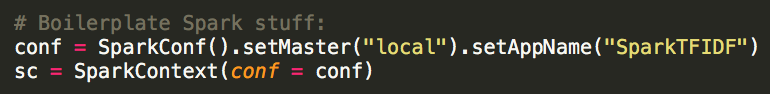 # Boilerplate Spark stuff:
conf = SparkConf().setMaster("local").setAppName("SparkTFIDF")
sc = SparkContext(conf = conf)